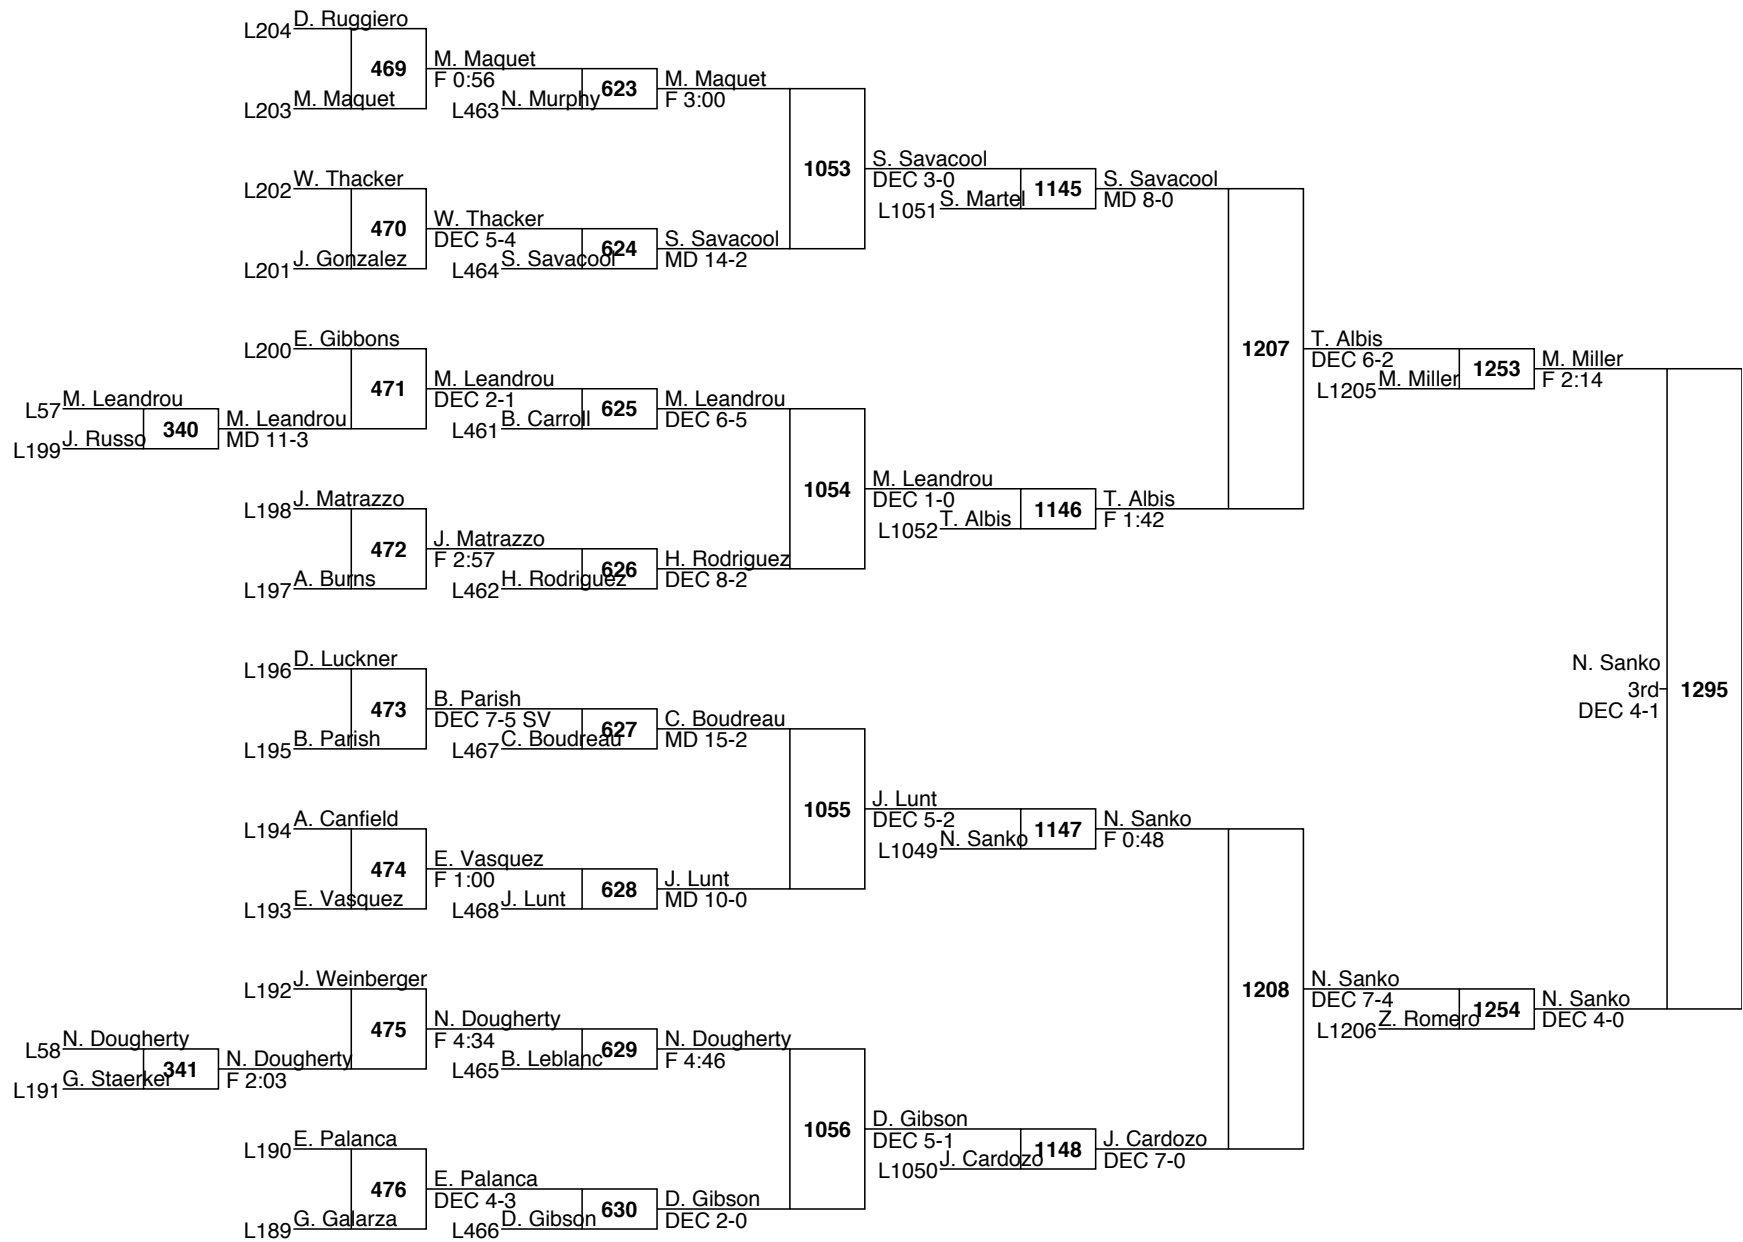 L204 D. Ruggiero
469
L203 M. Maquet
M. Maquet
F 0:56
L463 N. Murphy
623
M. Maquet
F 3:00
L202 W. Thacker
470
L201 J. Gonzalez
W. Thacker
DEC 5-4
L464 S. Savacool
624
S. Savacool
MD 14-2
1053
S. Savacool
DEC 3-0
L1051 S. Martel
1145
S. Savacool
MD 8-0
L200 E. Gibbons
471
L57 M. Leandrou
340
L199 J. Russo
M. Leandrou
MD 11-3
M. Leandrou
DEC 2-1
L461 B. Carroll
625
M. Leandrou
DEC 6-5
L198 J. Matrazzo
472
L197 A. Burns
J. Matrazzo
F 2:57
L462 H. Rodriguez
626
H. Rodriguez
DEC 8-2
1054
M. Leandrou
DEC 1-0
L1052 T. Albis
1146
T. Albis
F 1:42
1207
T. Albis
DEC 6-2
L1205 M. Miller
1253
M. Miller
F 2:14
L196 D. Luckner
473
L195 B. Parish
B. Parish
DEC 7-5 SV
L467 C. Boudreau
627
C. Boudreau
MD 15-2
L194 A. Canfield
474
L193 E. Vasquez
E. Vasquez
F 1:00
L468 J. Lunt
628
J. Lunt
MD 10-0
1055
J. Lunt
DEC 5-2
L1049 N. Sanko
1147
N. Sanko
F 0:48
L192 J. Weinberger
475
L58 N. Dougherty
341
L191 G. Staerker
N. Dougherty
F 2:03
N. Dougherty
F 4:34
L465 B. Leblanc
629
N. Dougherty
F 4:46
L190 E. Palanca
476
L189 G. Galarza
E. Palanca
DEC 4-3
L466 D. Gibson
630
D. Gibson
DEC 2-0
1056
D. Gibson
DEC 5-1
L1050 J. Cardozo
1148
J. Cardozo
DEC 7-0
1208
N. Sanko
DEC 7-4
L1206 Z. Romero
1254
N. Sanko
DEC 4-0
N. Sanko
3rd
DEC 4-1
1295